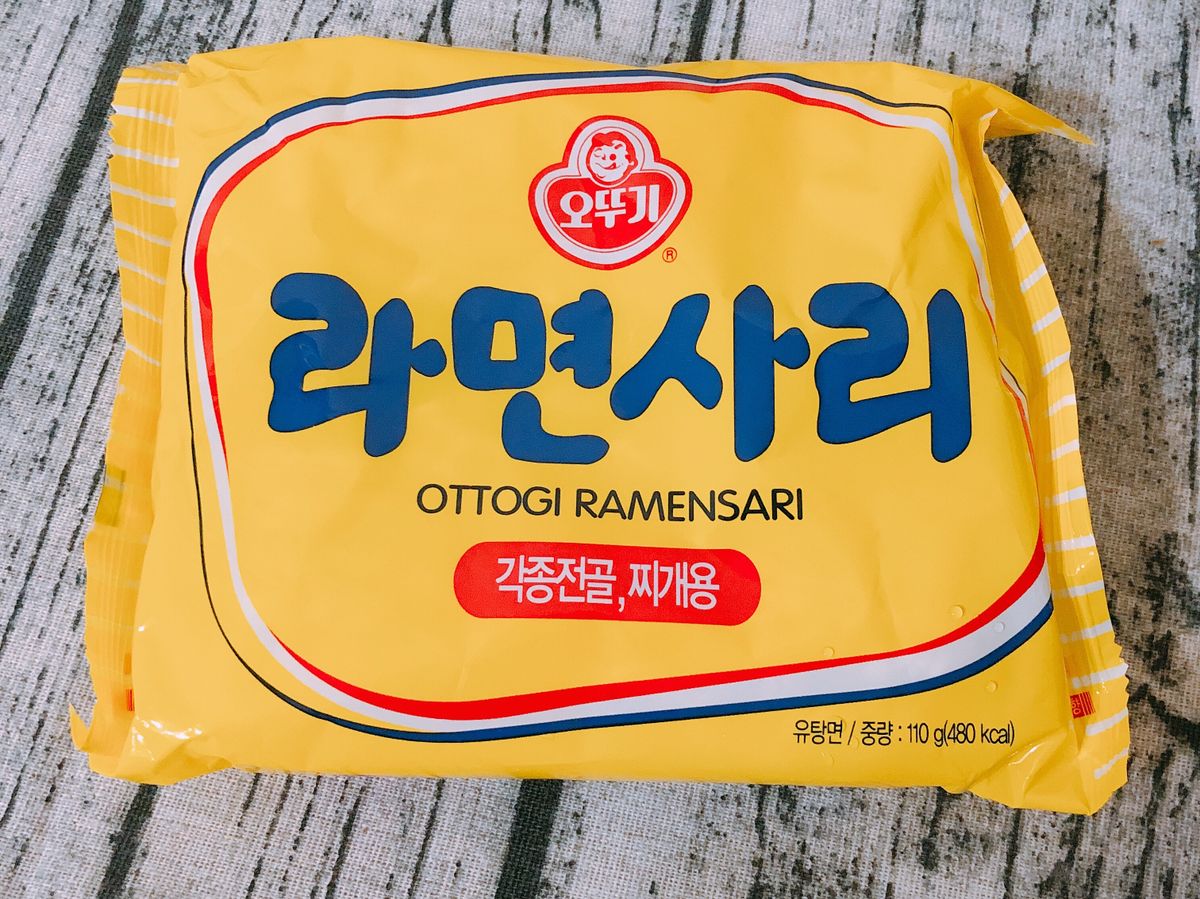 오뚜기
®
라면사리
OTTOGI RAMENSARI
각종전골, 찌개용
유탕면 / 중량 : 110 g(480 kcal)